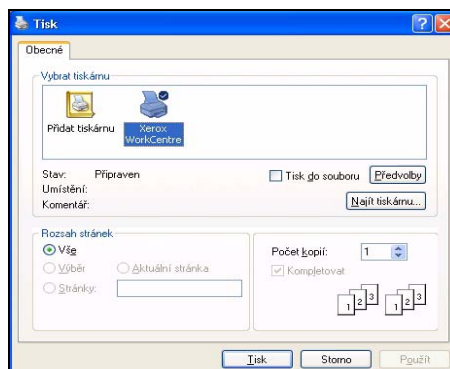 Tisk
Obecné
Vybrat tiskárnu
Přidat tiskárnu
Xerox
WorkCentre
Stav: Připraven
Umístění:
Komentář:
Tisk do souboru
Předvolby
Najít tiskárnu...
Rozsah stránek
Vše
Výběr
Aktuální stránka
Stránky:
Počet kopií: 1
Kompletovat
1 2 3 1 2 3
Tisk Storno Použít